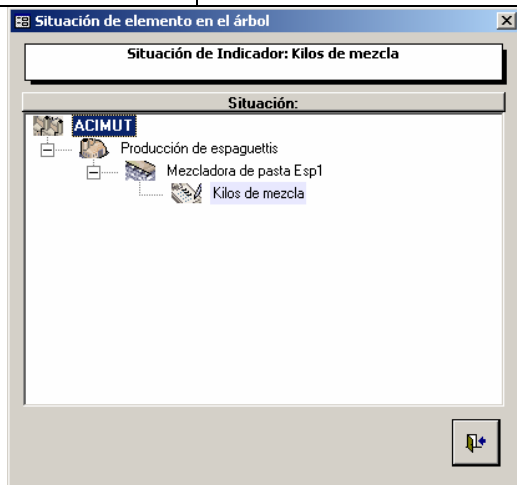 Situación de elemento en el árbol
Situación de Indicador: Kilos de mezcla
Situación:
ACIMUT
Producción de espaguettis
Mezcladora de pasta Esp1
Kilos de mezcla